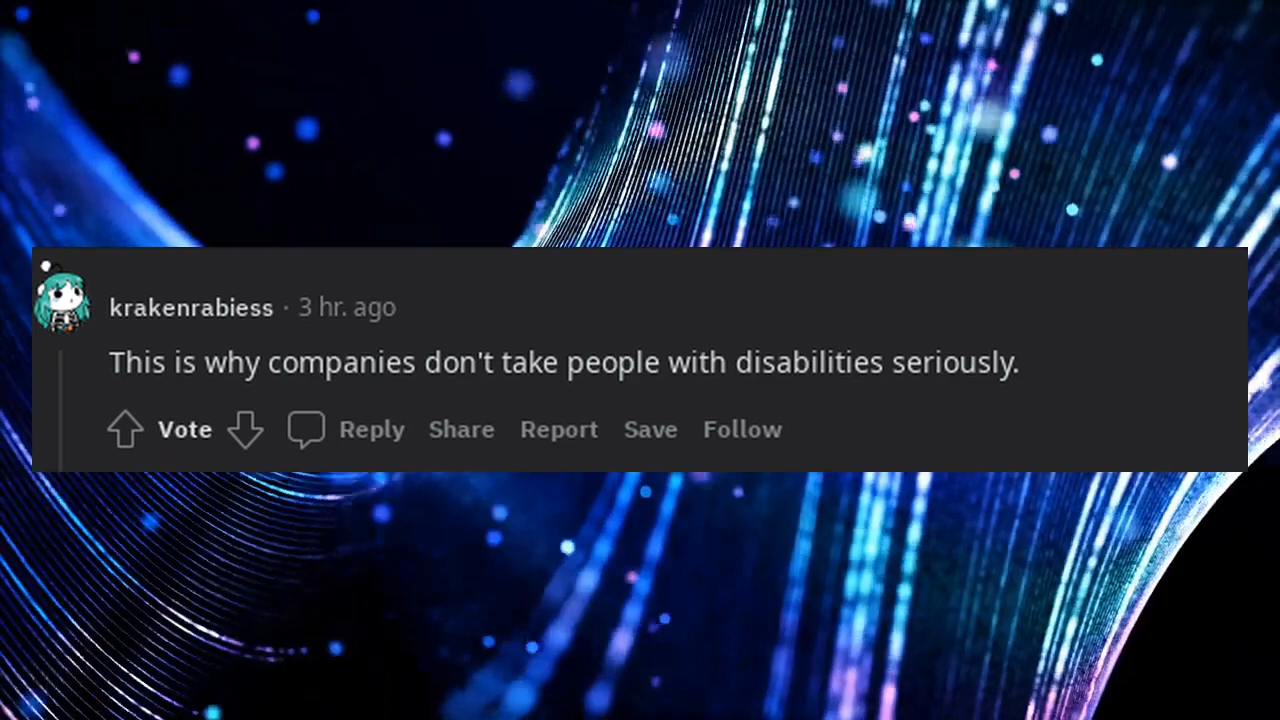 krakenrabiess · 3 hr. ago
This is why companies don't take people with disabilities seriously.
Vote Reply Share Report Save Follow